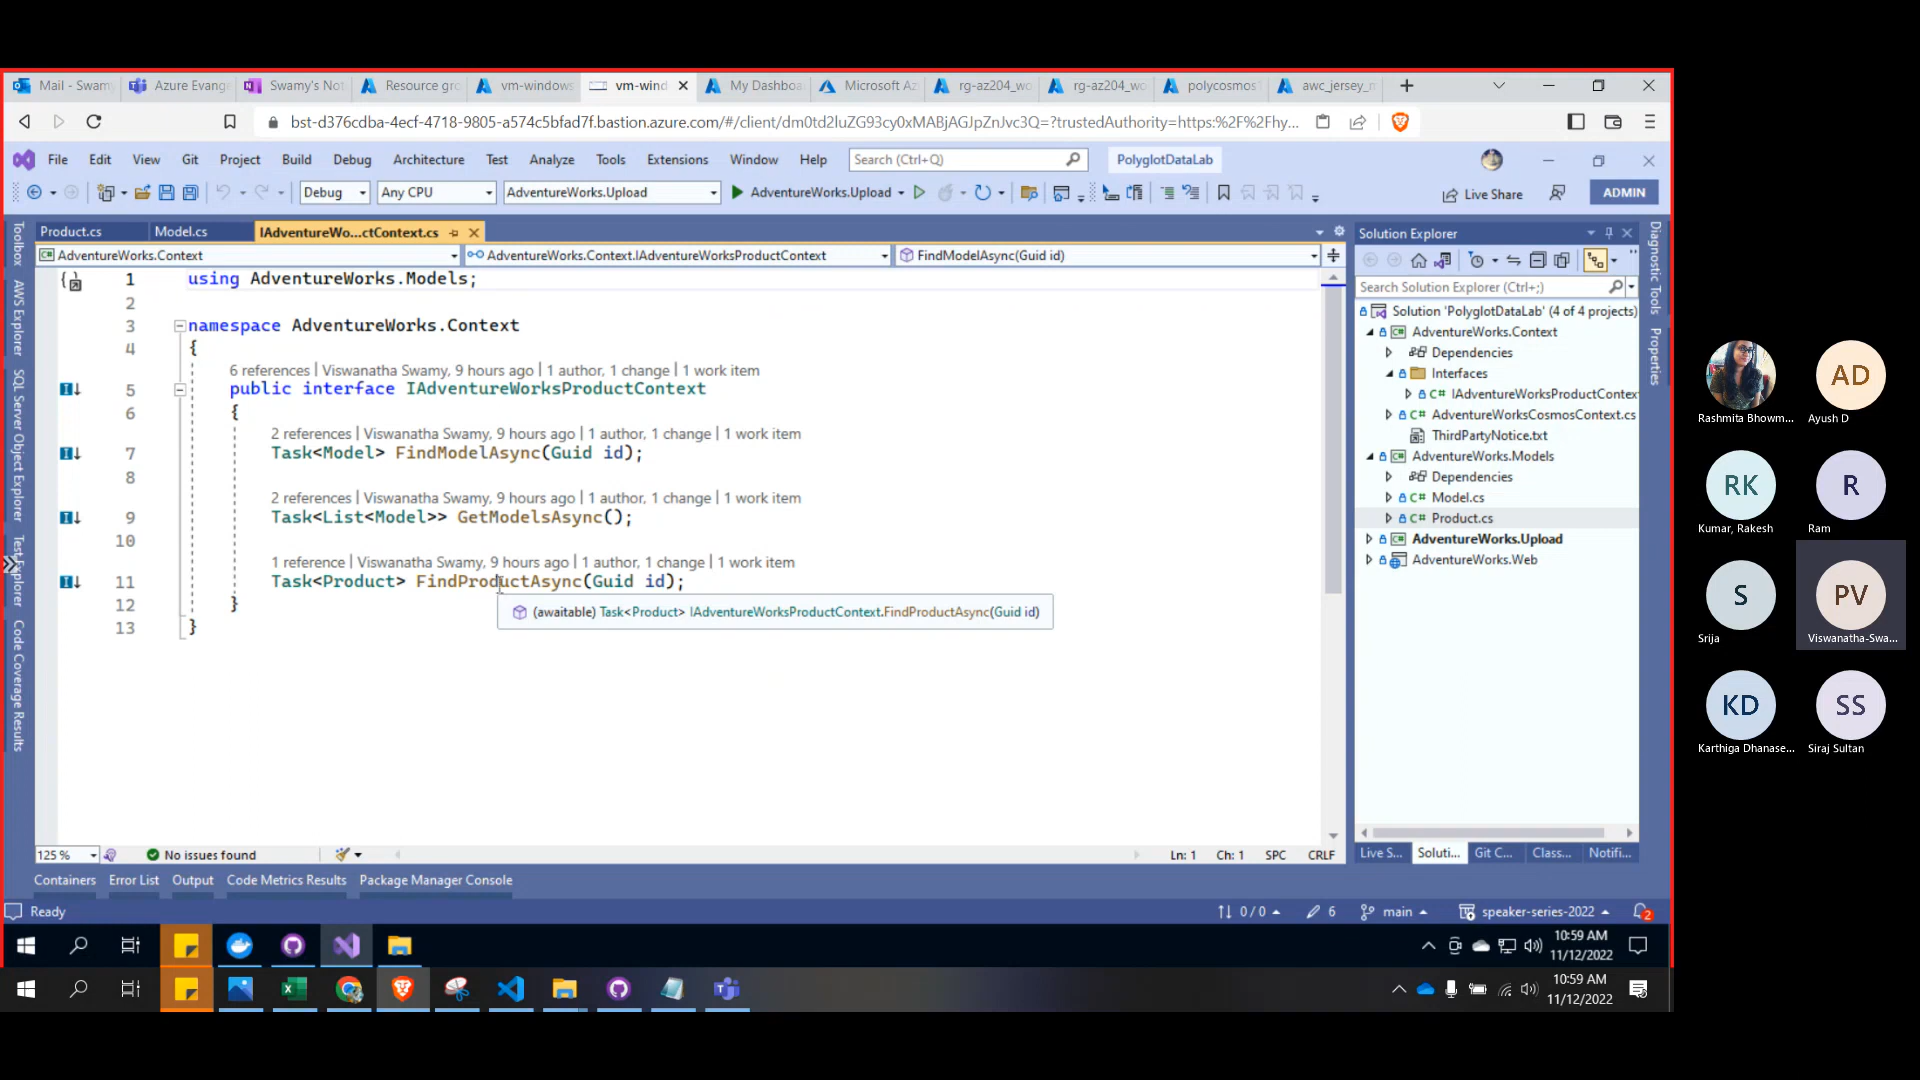 Mail - Swamy
Azure Evang
Swamy's Not
Resource gro
vm-windows
vm-wind
My Dashboa
Microsoft Az
rg-az204_wo
rg-az204_wo
polycosmos
awc_jersey_n
bst-d376cdba-4ecf-4718-9805-a574c5bfad7f.bastion.azure.com/#/client/dm0td2luZG93cy0xMABjAGJpZnJvc3Q=?trustedAuthority=https:%2F%2Fhy...
File Edit View Git Project Build Debug Architecture Test Analyze Tools Extensions Window Help
Search (Ctrl+Q)
PolyglotDataLab
Debug
Any CPU
AdventureWorks.Upload
AdventureWorks.Upload
Live Share
ADMIN
Product.cs
Model.cs
IAdventureWo...ctContext.cs
AdventureWorks.Context
AdventureWorks.Context.IAdventureWorksProductContext
FindModelAsync(Guid id)
1 using AdventureWorks.Models;
2
3 namespace AdventureWorks.Context
4 {
6 references | Viswanatha Swamy, 9 hours ago | 1 author, 1 change | 1 work item
5 public interface IAdventureWorksProductContext
6 {
2 references | Viswanatha Swamy, 9 hours ago | 1 author, 1 change | 1 work item
7 Task<Model> FindModelAsync(Guid id);
8
2 references | Viswanatha Swamy, 9 hours ago | 1 author, 1 change | 1 work item
9 Task<List<Model>> GetModelsAsync();
10
1 reference | Viswanatha Swamy, 9 hours ago | 1 author, 1 change | 1 work item
11 Task<Product> FindProductAsync(Guid id);
12 }
(awaitable) Task<Product> IAdventureWorksProductContext.FindProductAsync(Guid id)
13 }
Toolbox
AWS Explorer
SQL Server Object Explorer
Test Explorer
Code Coverage Results
Solution Explorer
Search Solution Explorer (Ctrl+;)
Solution 'PolyglotDataLab' (4 of 4 projects)
AdventureWorks.Context
Dependencies
Interfaces
IAdventureWorksProductContex
AdventureWorksCosmosContext.cs
ThirdPartyNotice.txt
AdventureWorks.Models
Dependencies
Model.cs
Product.cs
AdventureWorks.Upload
AdventureWorks.Web
Diagnostic Tools
Properties
125 %
No issues found
Ln: 1 Ch: 1 SPC CRLF
Live S... Soluti... Git C... Class... Notifi...
Containers Error List Output Code Metrics Results Package Manager Console
Ready
0 / 0
6
main
speaker-series-2022
2
10:59 AM
11/12/2022
10:59 AM
11/12/2022
Rashmita Bhowm...
AD
Ayush D
RK
Kumar, Rakesh
R
Ram
S
Srija
PV
Viswanatha-Swa...
KD
Karthiga Dhanase...
SS
Siraj Sultan